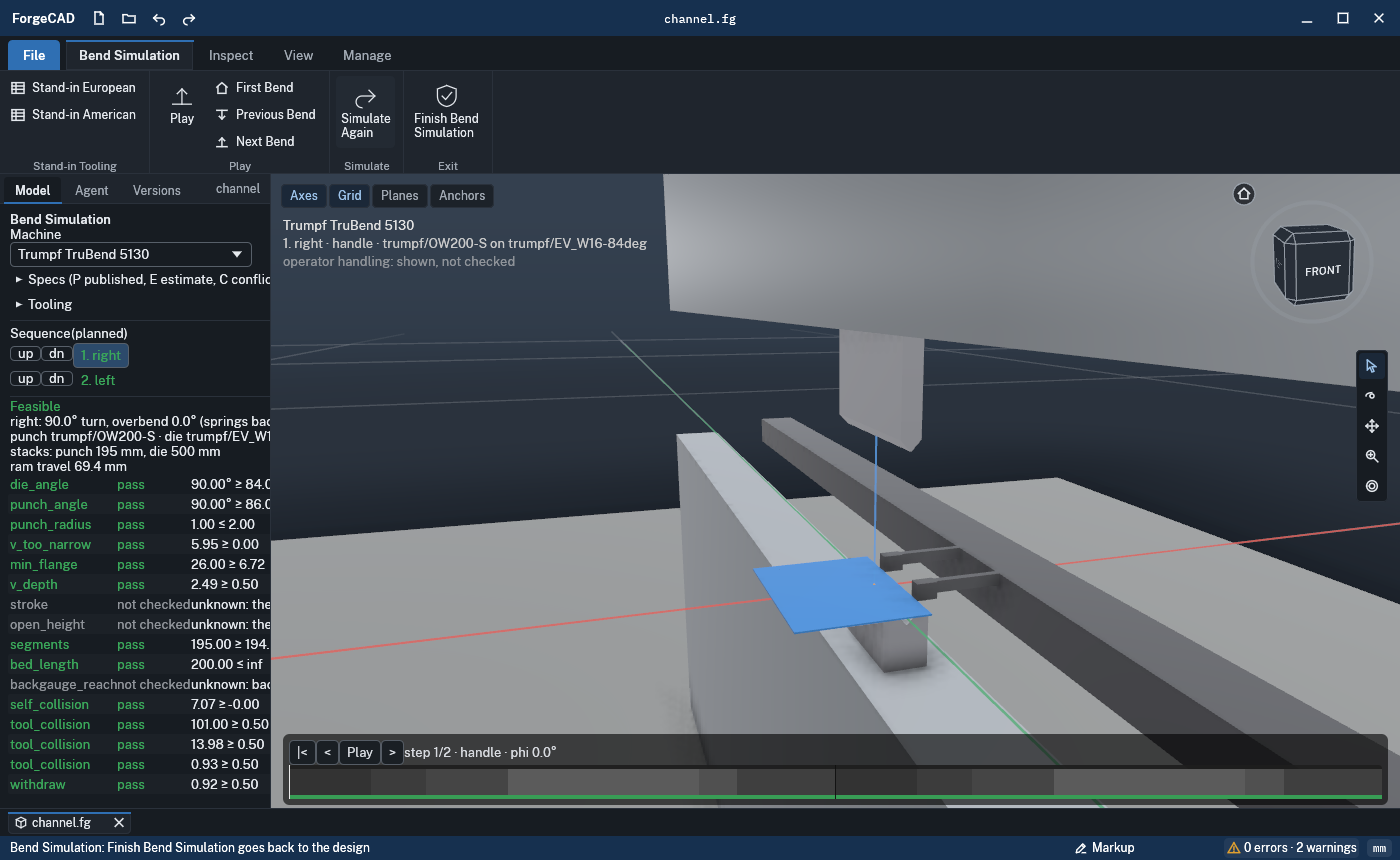 ForgeCAD
channel.fg
File
Bend Simulation
Inspect
View
Manage
Stand-in European
Stand-in American
Stand-in Tooling
Play
First Bend
Previous Bend
Next Bend
Play
Simulate
Again
Simulate
Finish Bend
Simulation
Exit
Model
Agent
Versions
channel
Bend Simulation
Machine
Trumpf TruBend 5130
Specs (P published, E estimate, C conflic
Tooling
Sequence(planned)
up dn 1. right
up dn 2. left
Feasible
right: 90.0° turn, overbend 0.0° (springs bac
punch trumpf/OW200-S · die trumpf/EV_W1
stacks: punch 195 mm, die 500 mm
ram travel 69.4 mm
die_angle pass 90.00° ≥ 84.0
punch_angle pass 90.00° ≥ 86.0
punch_radius pass 1.00 ≤ 2.00
v_too_narrow pass 5.95 ≥ 0.00
min_flange pass 26.00 ≥ 6.72
v_depth pass 2.49 ≥ 0.50
stroke not checked unknown: the
open_height not checked unknown: the
segments pass 195.00 ≥ 194.
bed_length pass 200.00 ≤ inf
backgauge_reach not checked unknown: bac
self_collision pass 7.07 ≥ -0.00
tool_collision pass 101.00 ≥ 0.50
tool_collision pass 13.98 ≥ 0.50
tool_collision pass 0.93 ≥ 0.50
withdraw pass 0.92 ≥ 0.50
Axes
Grid
Planes
Anchors
Trumpf TruBend 5130
1. right · handle · trumpf/OW200-S on trumpf/EV_W16-84deg
operator handling: shown, not checked
FRONT
|< < Play > step 1/2 · handle · phi 0.0°
channel.fg
Bend Simulation: Finish Bend Simulation goes back to the design
Markup
0 errors · 2 warnings
mm